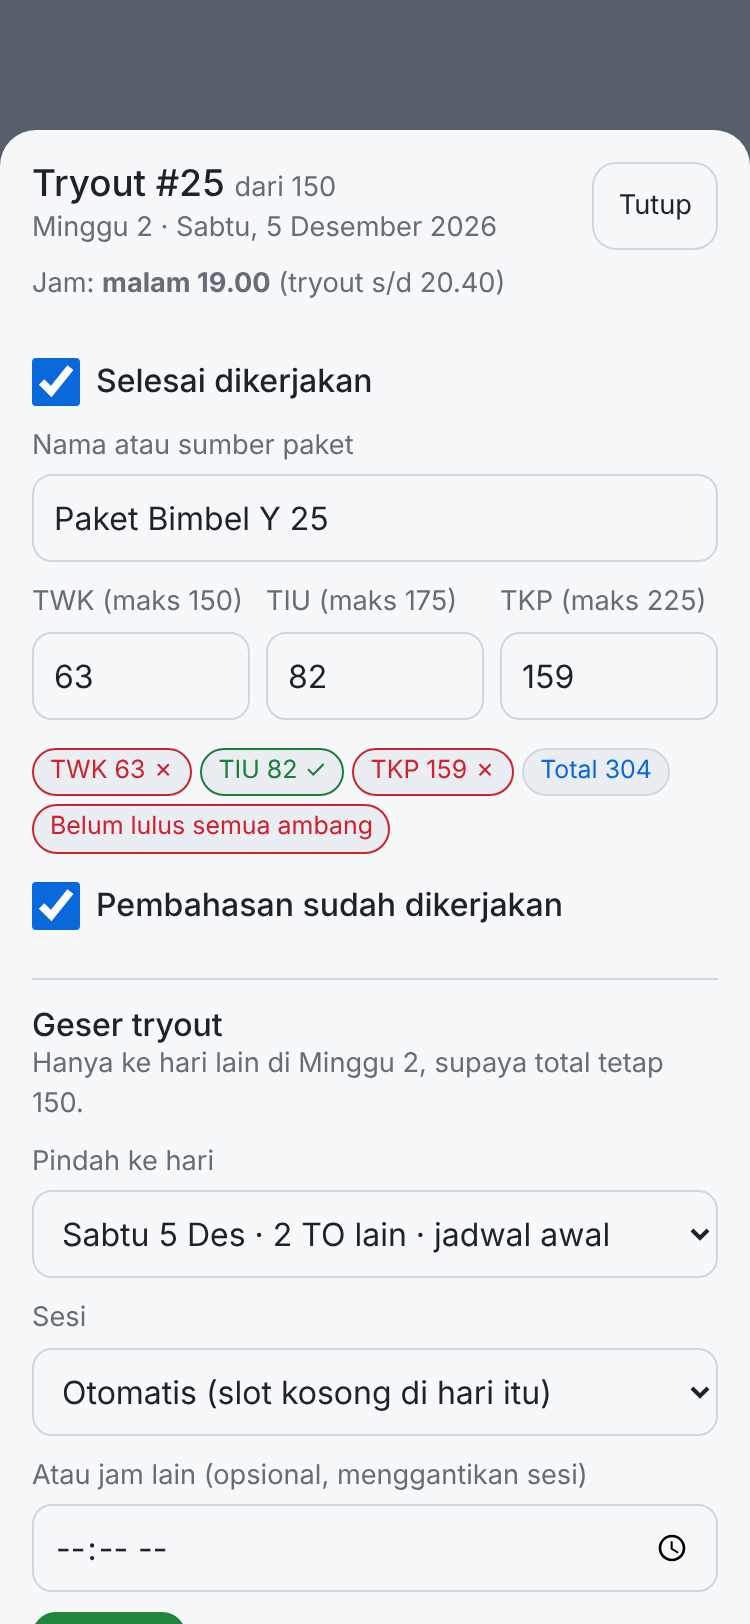 Tryout #25 dari 150
Tutup
Minggu 2 · Sabtu, 5 Desember 2026
Jam: malam 19.00 (tryout s/d 20.40)
Selesai dikerjakan
Nama atau sumber paket
Paket Bimbel Y 25
TWK (maks 150) TIU (maks 175) TKP (maks 225)
63 82 159
TWK 63 × TIU 82 ✓ TKP 159 × Total 304
Belum lulus semua ambang
Pembahasan sudah dikerjakan
Geser tryout
Hanya ke hari lain di Minggu 2, supaya total tetap
150.
Pindah ke hari
Sabtu 5 Des · 2 TO lain · jadwal awal
Sesi
Otomatis (slot kosong di hari itu)
Atau jam lain (opsional, menggantikan sesi)
--:-- --